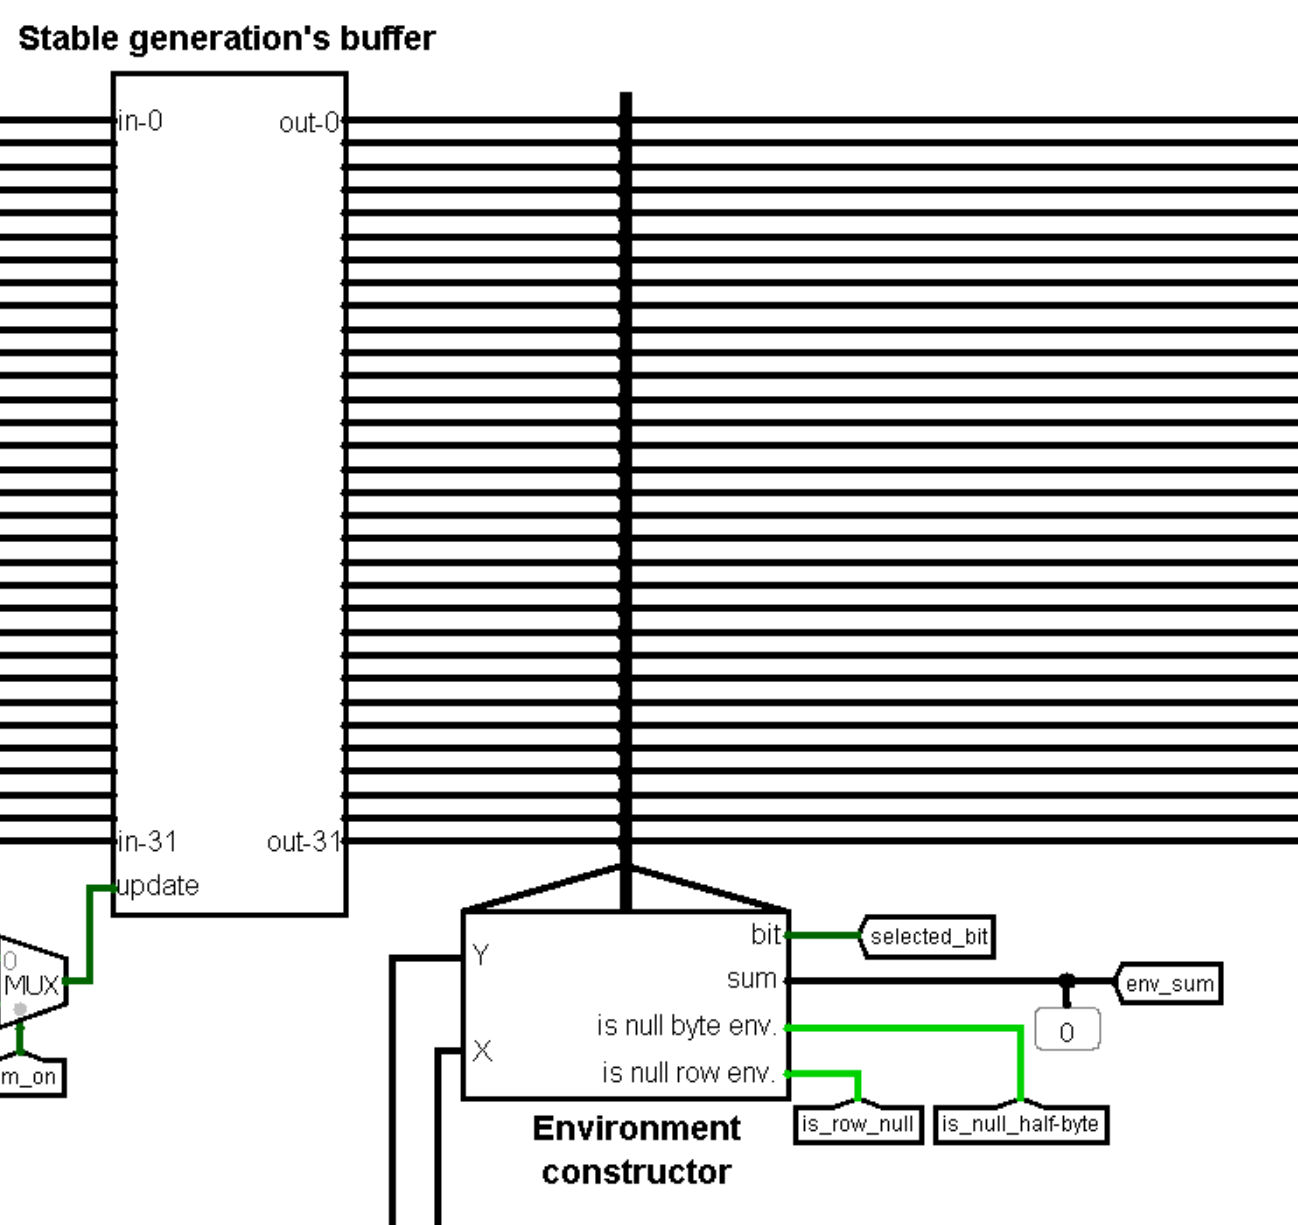 Stable generation's buffer
in-0
out-0
in-31
out-31
update
0
MUX
m_on
Y
X
bit
sum
is null byte env.
is null row env.
selected_bit
env_sum
0
is_row_null
is_null_half-byte
Environment
constructor